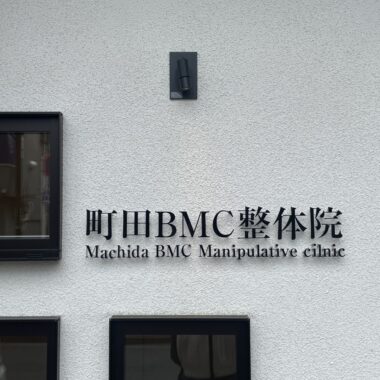 町田BMC整体院
Machida BMC Manipulative cilnic